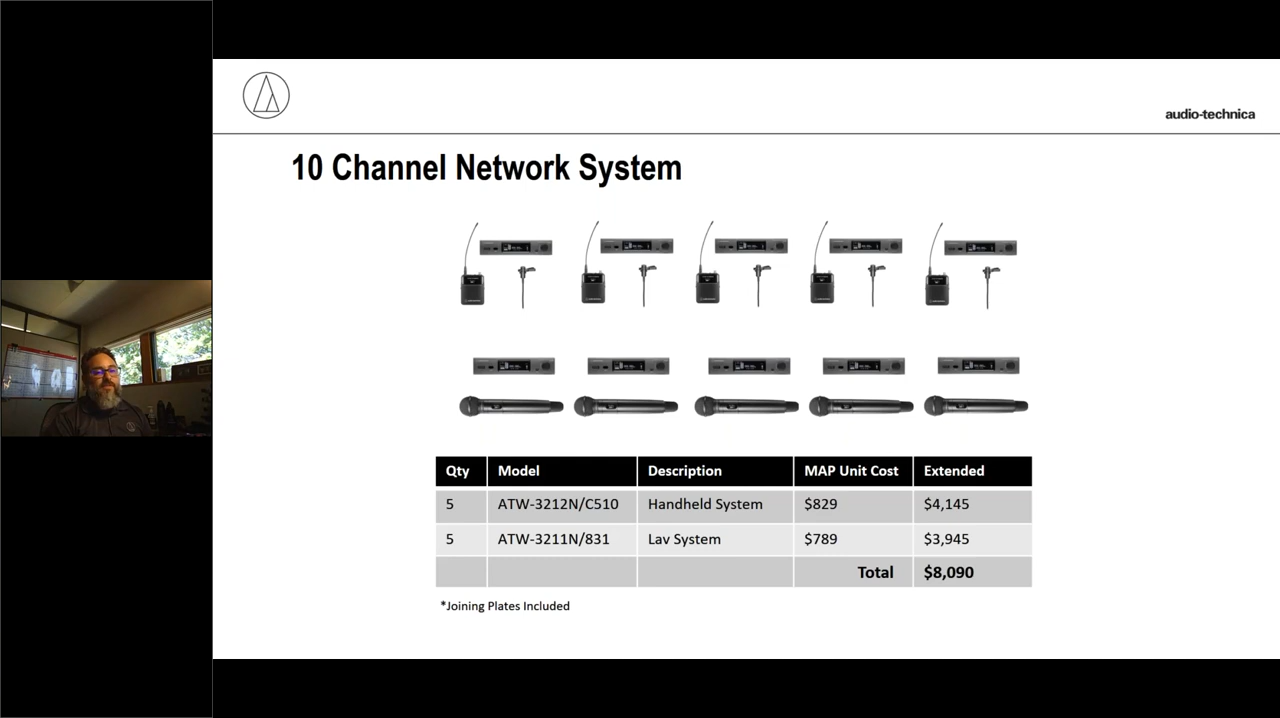 audio-technica
10 Channel Network System
Qty Model Description MAP Unit Cost Extended
5 ATW-3212N/C510 Handheld System $829 $4,145
5 ATW-3211N/831 Lav System $789 $3,945
Total $8,090
*Joining Plates Included